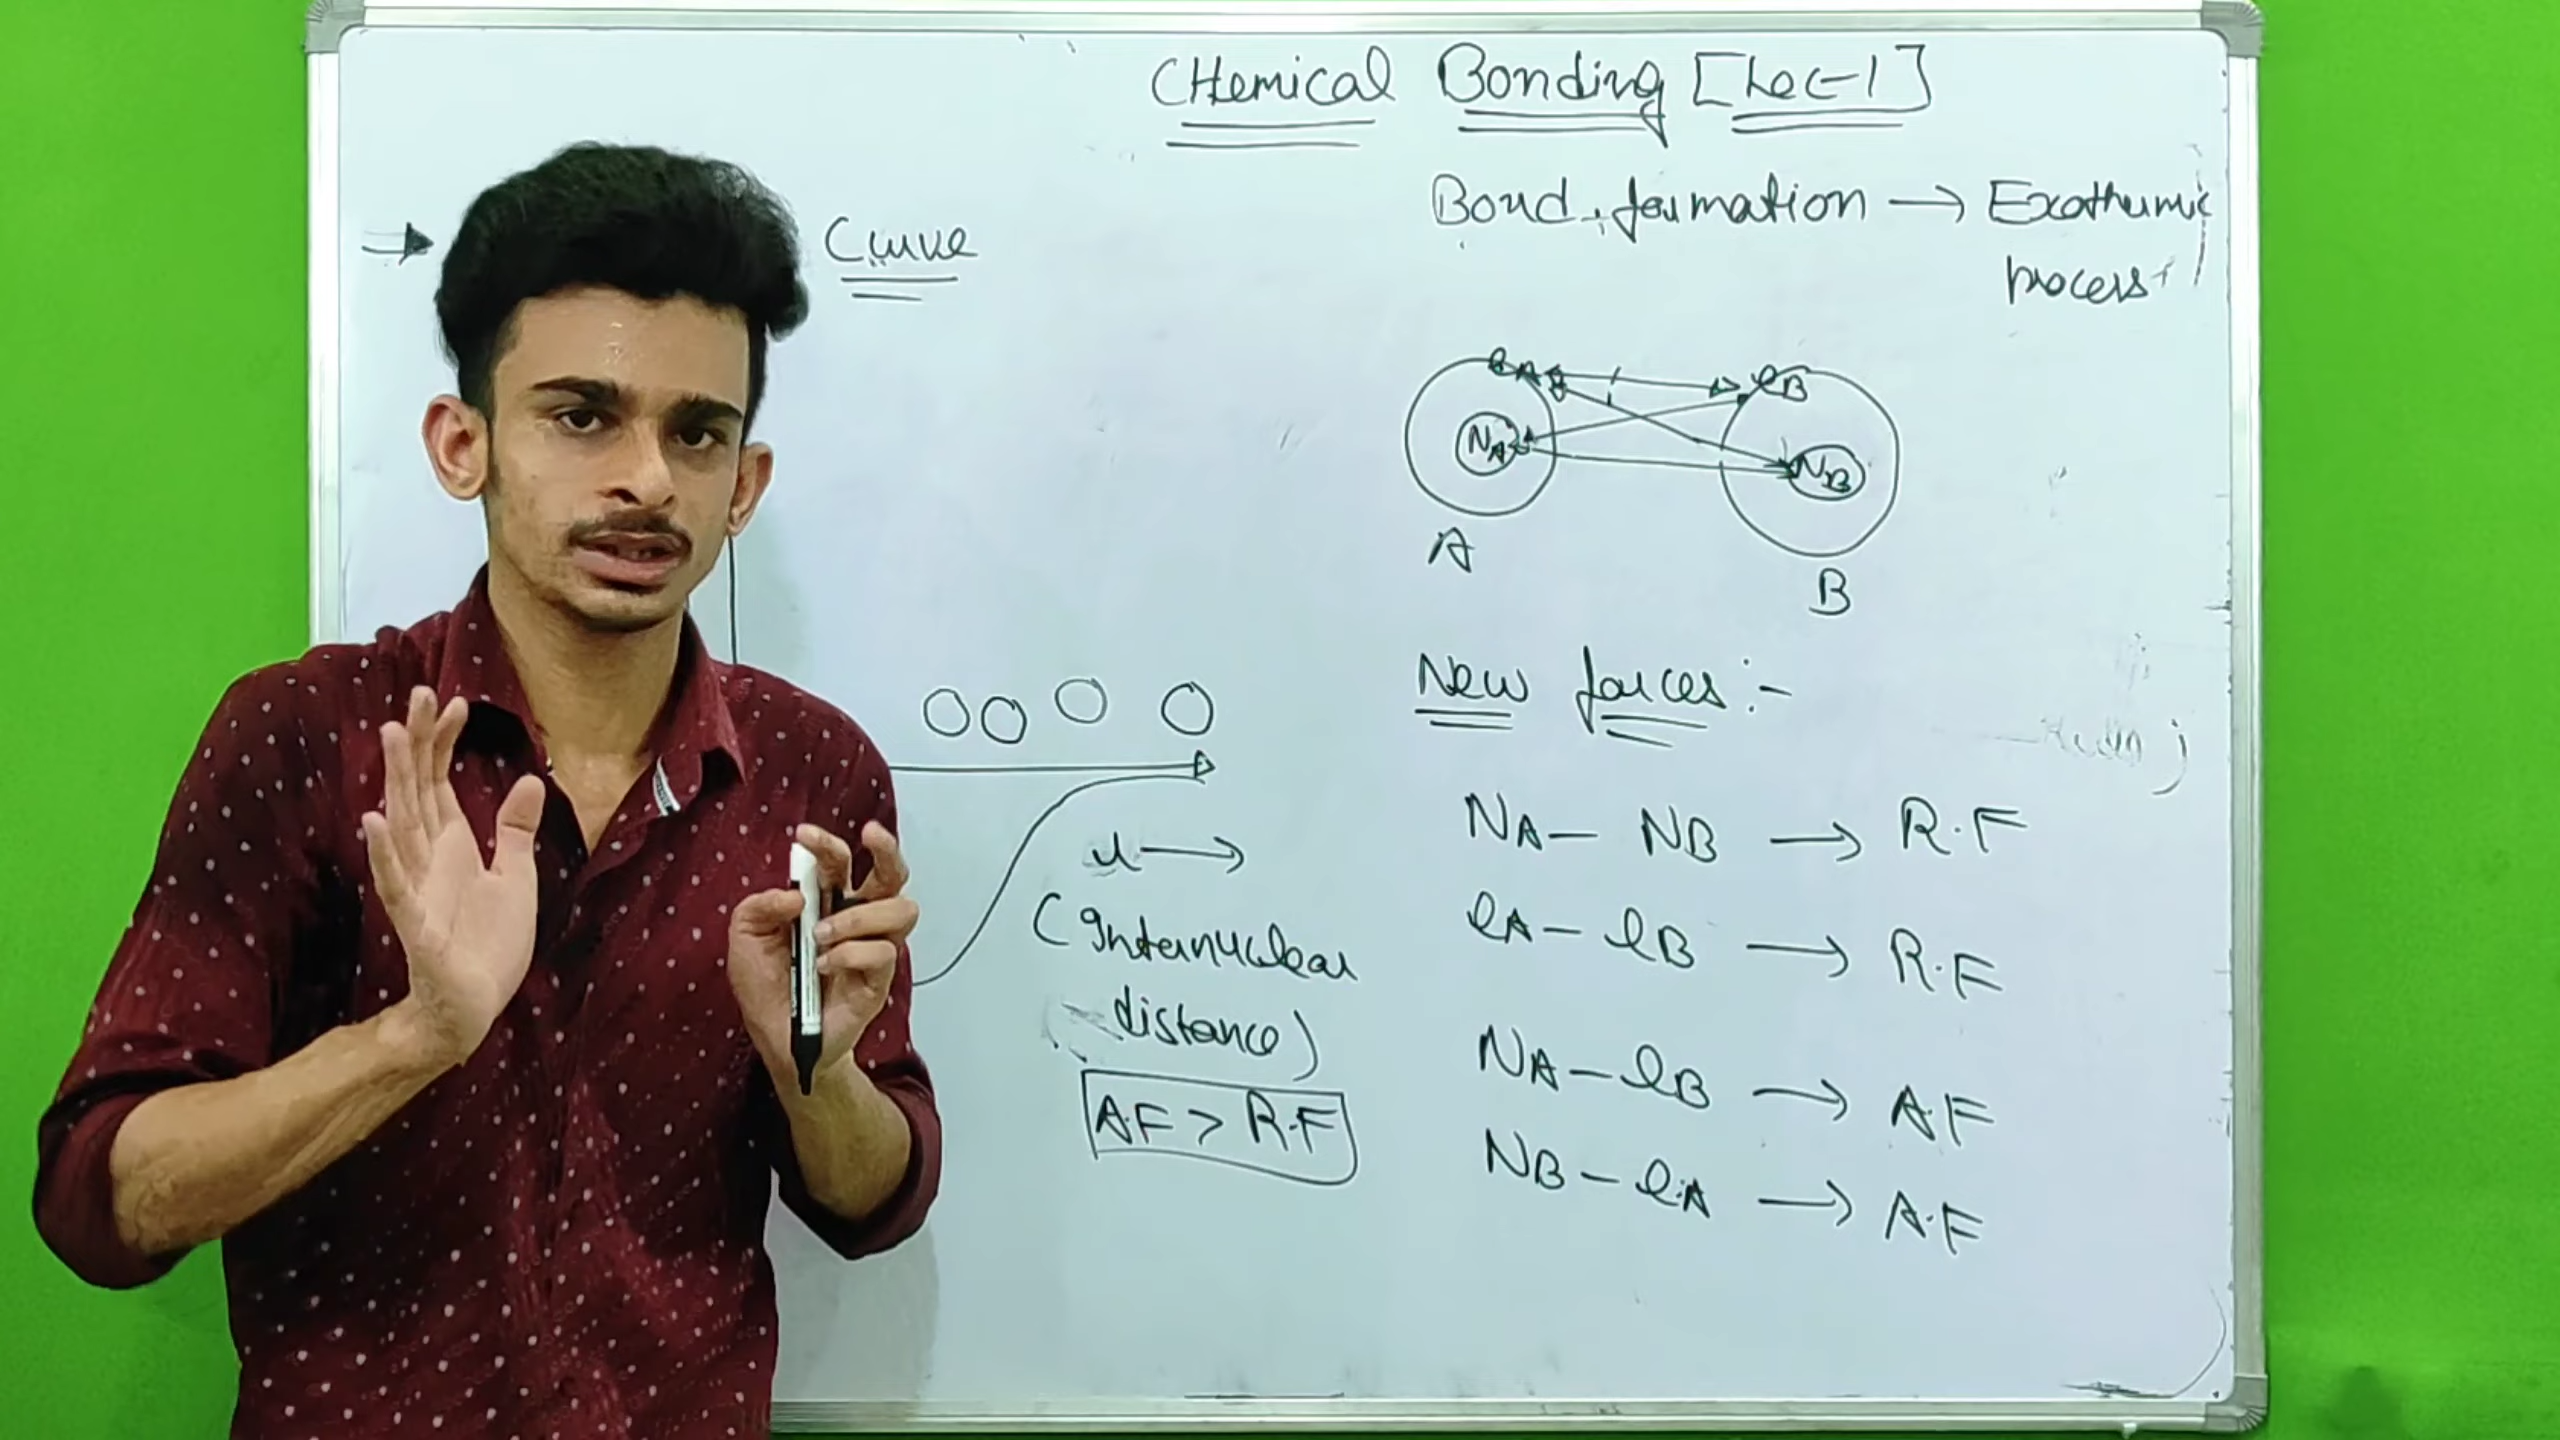 CHemical Bonding [Lec-1]
Bond formation → Exothermic
process
→ Curve
eA eB
NA NB
A
B
New forces :-
NA - NB → R.F
eA - eB → R.F
NA - eB → A.F
NB - eA → A.F
r →
(Internuclear
distance)
A.F > R.F